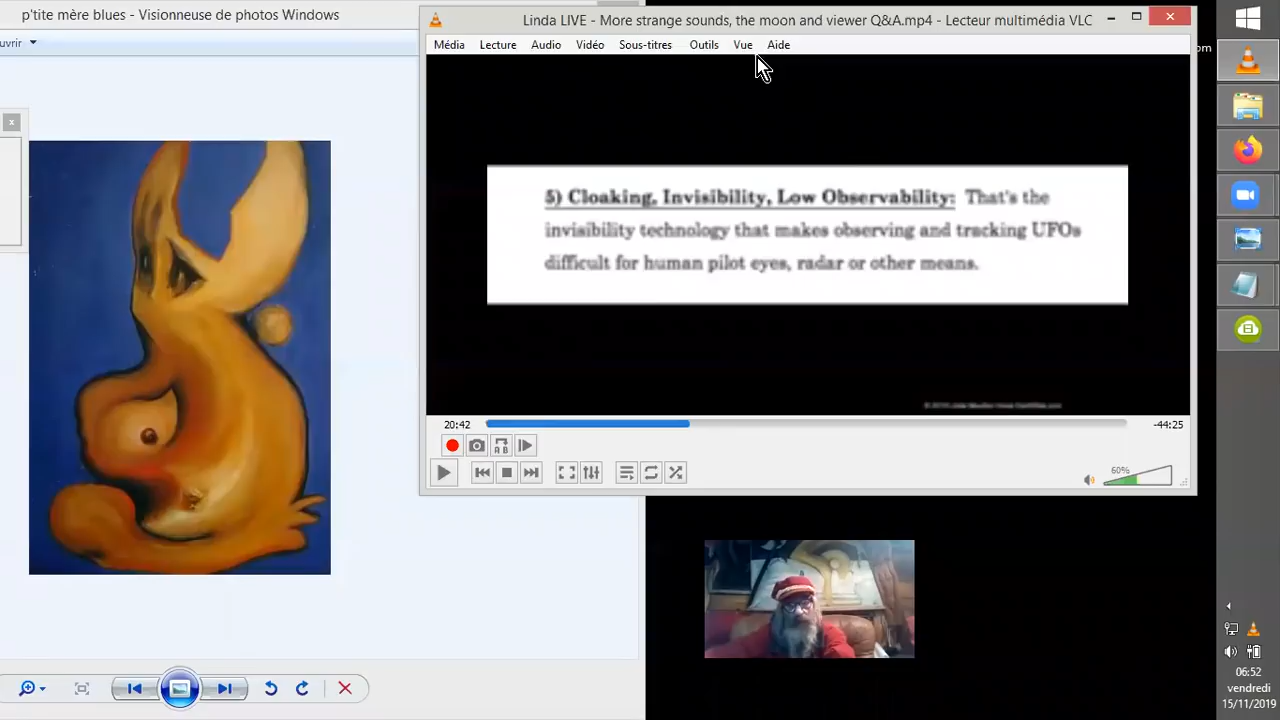 p'tite mère blues - Visionneuse de photos Windows
uvrir
x
Linda LIVE - More strange sounds, the moon and viewer Q&A.mp4 - Lecteur multimédia VLC
Média Lecture Audio Vidéo Sous-titres Outils Vue Aide
om
5) Cloaking, Invisibility, Low Observability: That's the
invisibility technology that makes observing and tracking UFOs
difficult for human pilot eyes, radar or other means.
20:42
-44:25
A B
60%
06:52
vendredi
15/11/2019